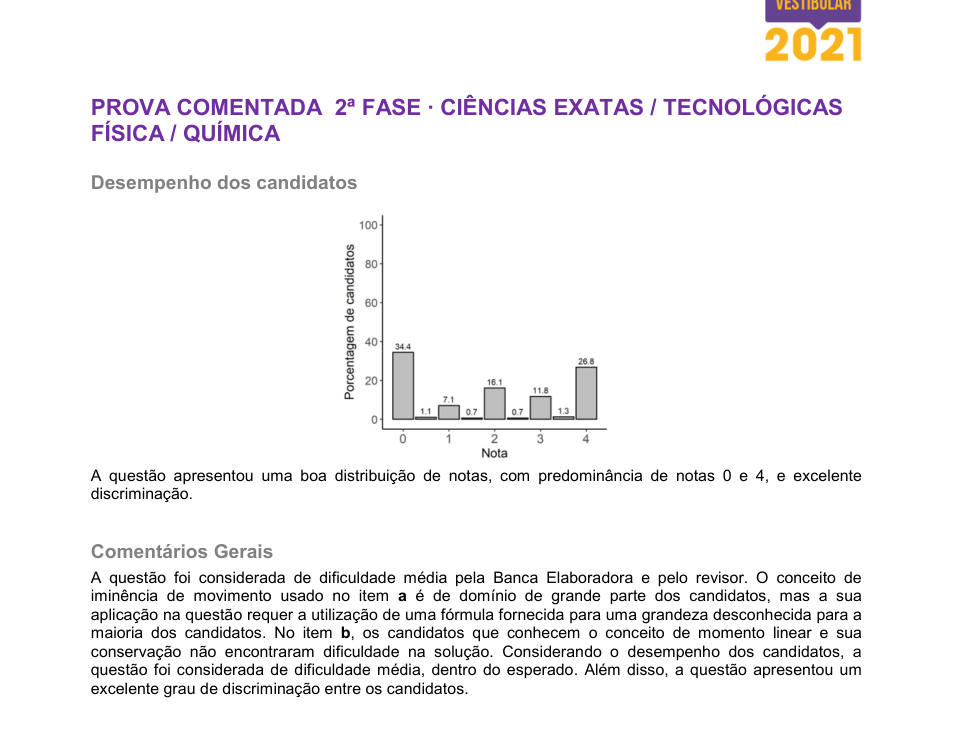 VESTIBULAR
2021
PROVA COMENTADA 2ª FASE · CIÊNCIAS EXATAS / TECNOLÓGICAS
FÍSICA / QUÍMICA
Desempenho dos candidatos
Porcentagem de candidatos
100
80
60
40
20
0
34.4
1.1
7.1
0.7
16.1
0.7
11.8
1.3
26.8
0 1 2 3 4
Nota
A questão apresentou uma boa distribuição de notas, com predominância de notas 0 e 4, e excelente
discriminação.
Comentários Gerais
A questão foi considerada de dificuldade média pela Banca Elaboradora e pelo revisor. O conceito de
iminência de movimento usado no item a é de domínio de grande parte dos candidatos, mas a sua
aplicação na questão requer a utilização de uma fórmula fornecida para uma grandeza desconhecida para a
maioria dos candidatos. No item b, os candidatos que conhecem o conceito de momento linear e sua
conservação não encontraram dificuldade na solução. Considerando o desempenho dos candidatos, a
questão foi considerada de dificuldade média, dentro do esperado. Além disso, a questão apresentou um
excelente grau de discriminação entre os candidatos.